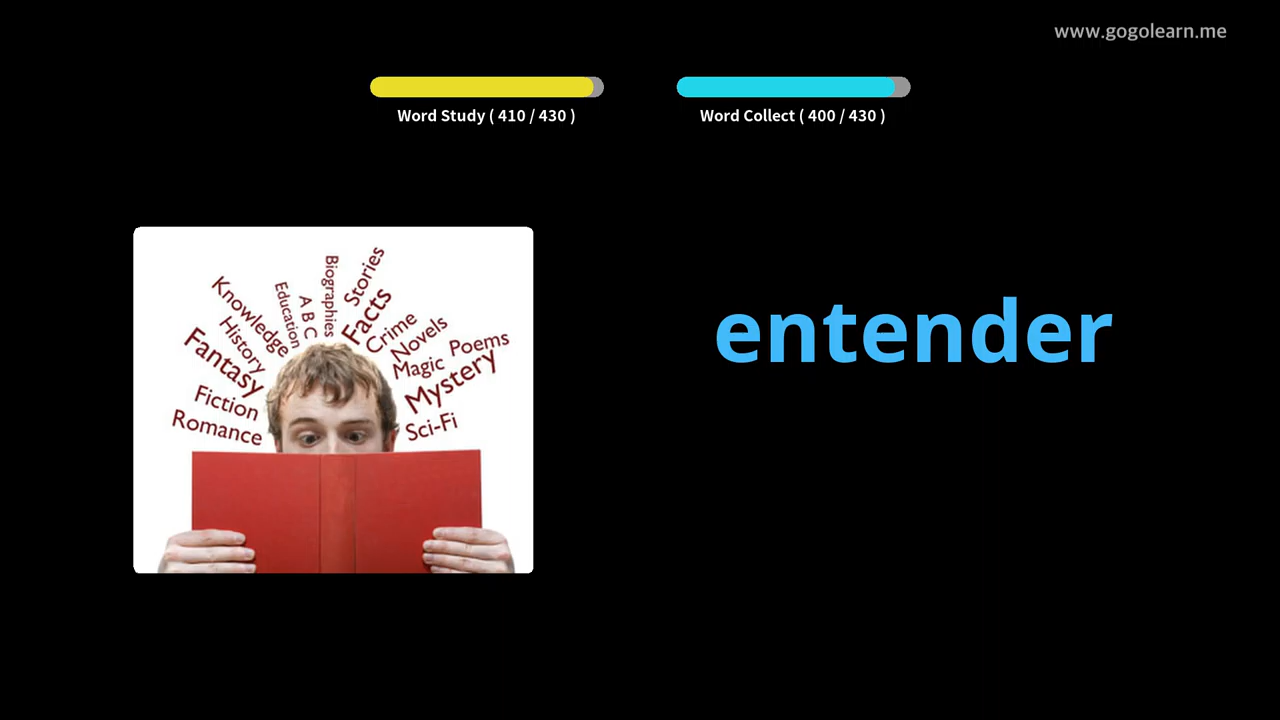 www.gogolearn.me
Word Study ( 410 / 430 )
Word Collect ( 400 / 430 )
entender
Biographies
Stories
Knowledge
Education
A B C
Facts
Crime
History
Novels
Fantasy
Magic
Poems
Mystery
Fiction
Romance
Sci-Fi